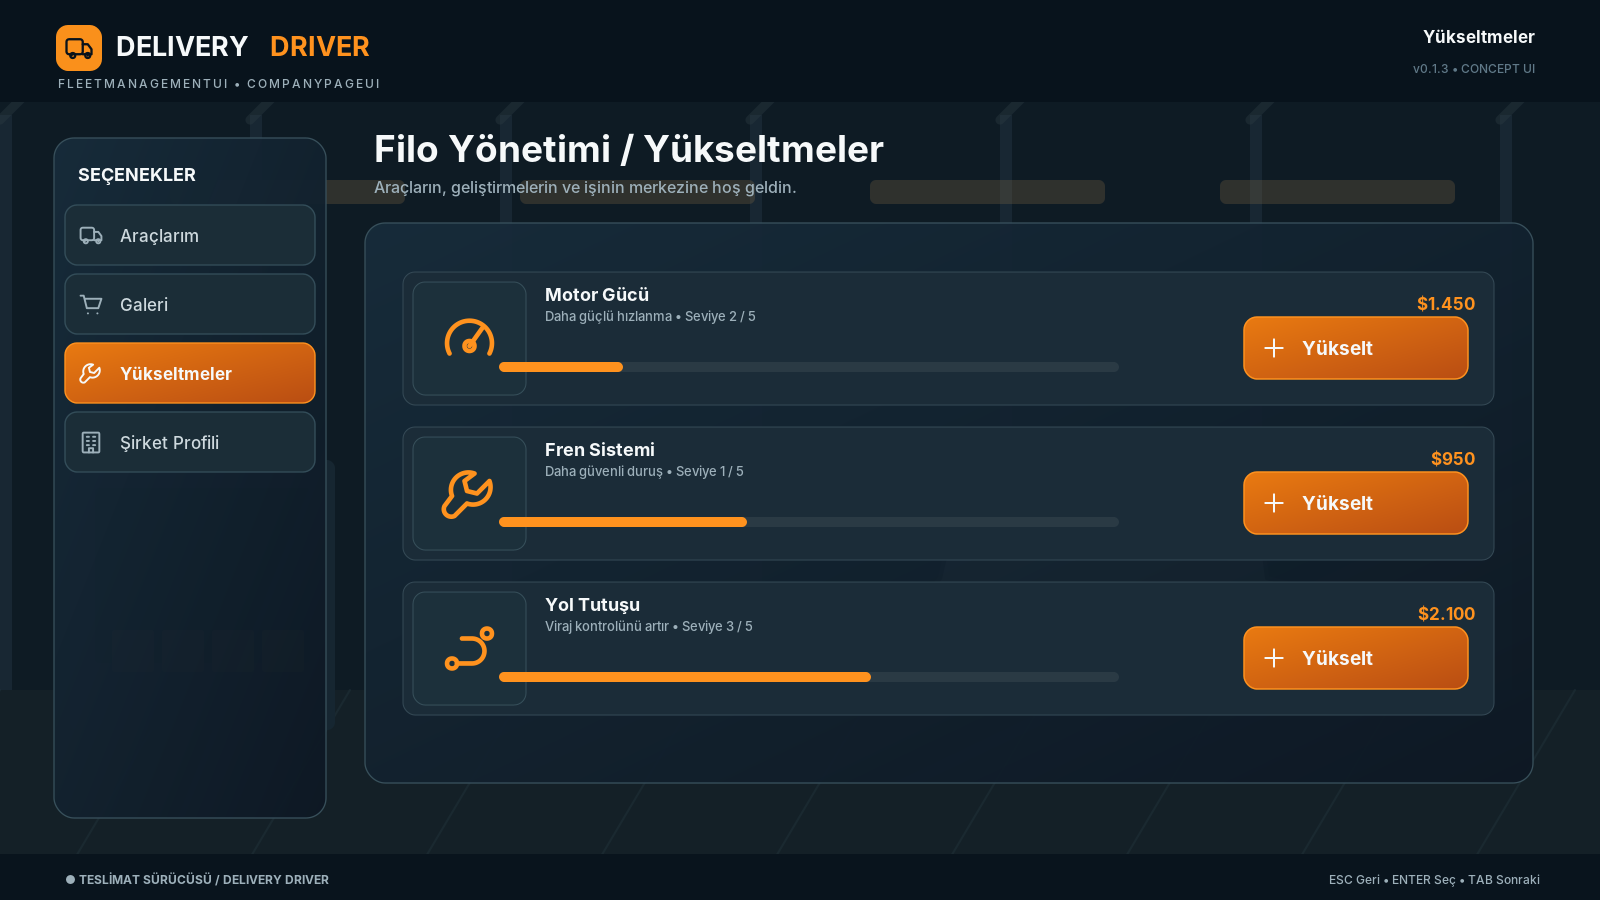 DELIVERY DRIVER
FLEETMANAGEMENTUI • COMPANYPAGEUI
Yükseltmeler
v0.1.3 • CONCEPT UI
SEÇENEKLER
Araçlarım
Galeri
Yükseltmeler
Şirket Profili
Filo Yönetimi / Yükseltmeler
Araçların, geliştirmelerin ve işinin merkezine hoş geldin.
Motor Gücü
Daha güçlü hızlanma • Seviye 2 / 5
$1.450
Yükselt
Fren Sistemi
Daha güvenli duruş • Seviye 1 / 5
$950
Yükselt
Yol Tutuşu
Viraj kontrolünü artır • Seviye 3 / 5
$2.100
Yükselt
TESLİMAT SÜRÜCÜSÜ / DELIVERY DRIVER
ESC Geri • ENTER Seç • TAB Sonraki